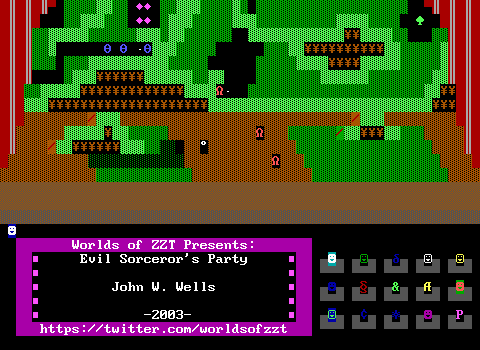 Worlds of ZZT Presents:
Evil Sorceror's Party
John W. Wells
-2003-
https://twitter.com/worldsofzzt